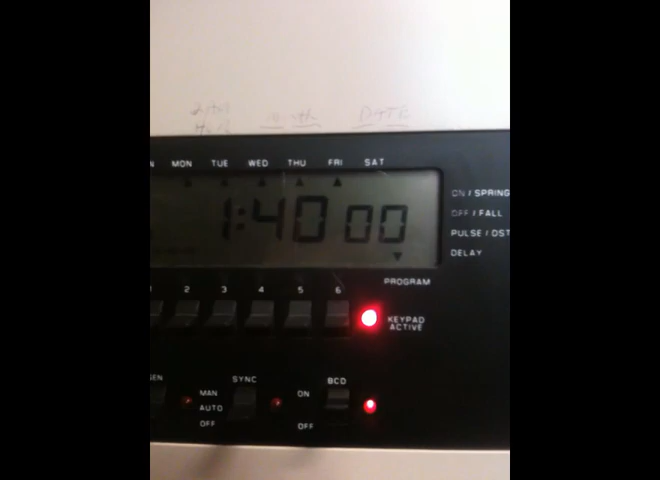 MON TUE WED THU FRI SAT
1:40 00
ON / SPRING
OFF / FALL
PULSE / DST
DELAY
PROGRAM
1 2 3 4 5 6
KEYPAD
ACTIVE
SYNC
BCD
MAN
AUTO
OFF
ON
OFF